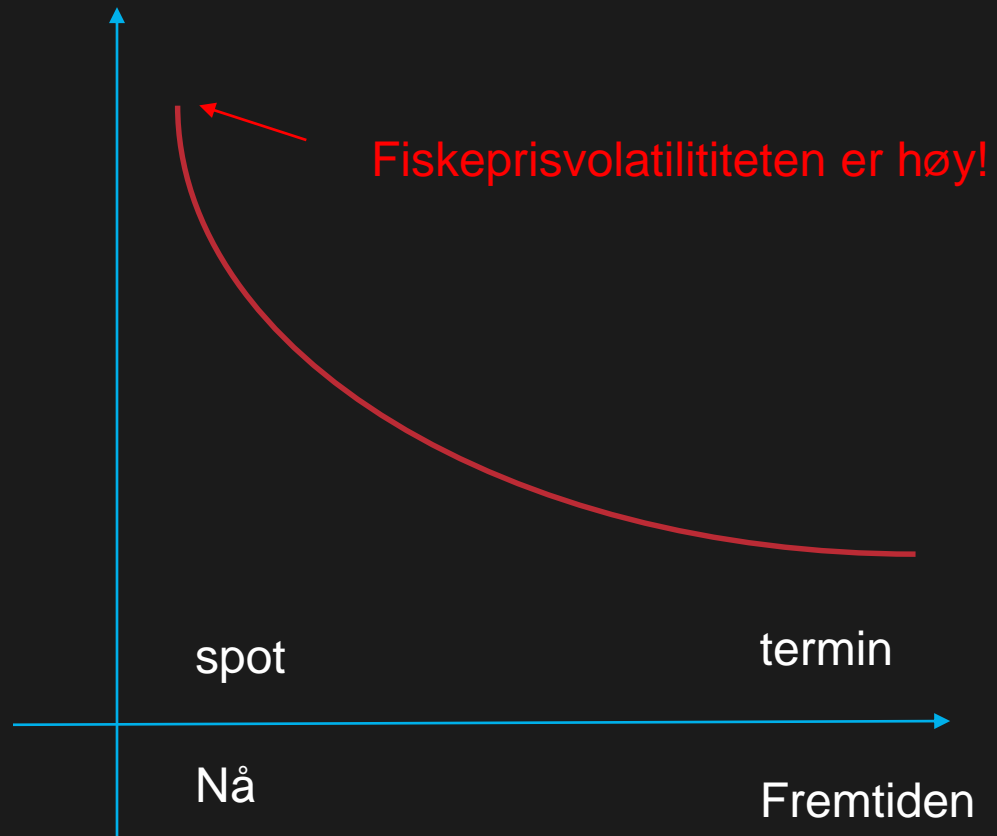 Fiskeprisvolatilititeten er høy!
spot
termin
Nå
Fremtiden